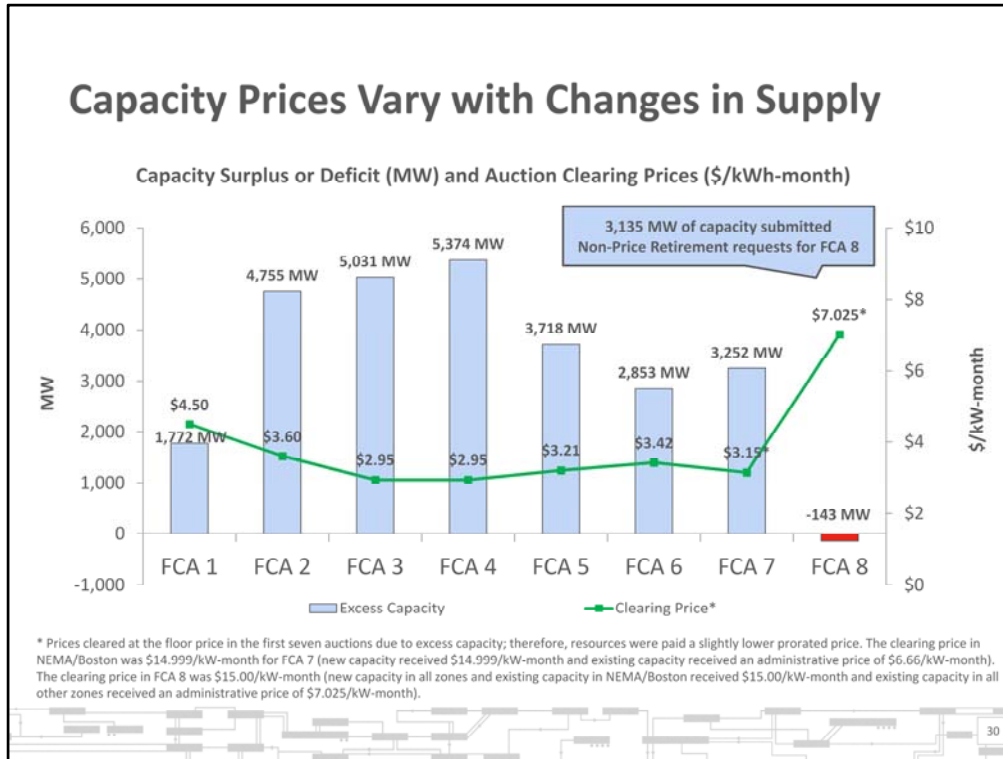 Capacity Prices Vary with Changes in Supply
Capacity Surplus or Deficit (MW) and Auction Clearing Prices ($/kWh-month)
3,135 MW of capacity submitted
Non-Price Retirement requests for FCA 8
6,000
5,000
4,000
3,000
2,000
1,000
0
-1,000
MW
1,772 MW
4,755 MW
5,031 MW
5,374 MW
3,718 MW
2,853 MW
3,252 MW
-143 MW
$4.50
$3.60
$2.95
$2.95
$3.21
$3.42
$3.15*
$7.025*
$10
$8
$6
$4
$2
$0
$/kW-month
FCA 1
FCA 2
FCA 3
FCA 4
FCA 5
FCA 6
FCA 7
FCA 8
Excess Capacity
Clearing Price*
* Prices cleared at the floor price in the first seven auctions due to excess capacity; therefore, resources were paid a slightly lower prorated price. The clearing price in
NEMA/Boston was $14.999/kW-month for FCA 7 (new capacity received $14.999/kW-month and existing capacity received an administrative price of $6.66/kW-month).
The clearing price in FCA 8 was $15.00/kW-month (new capacity in all zones and existing capacity in NEMA/Boston received $15.00/kW-month and existing capacity in all
other zones received an administrative price of $7.025/kW-month).
30